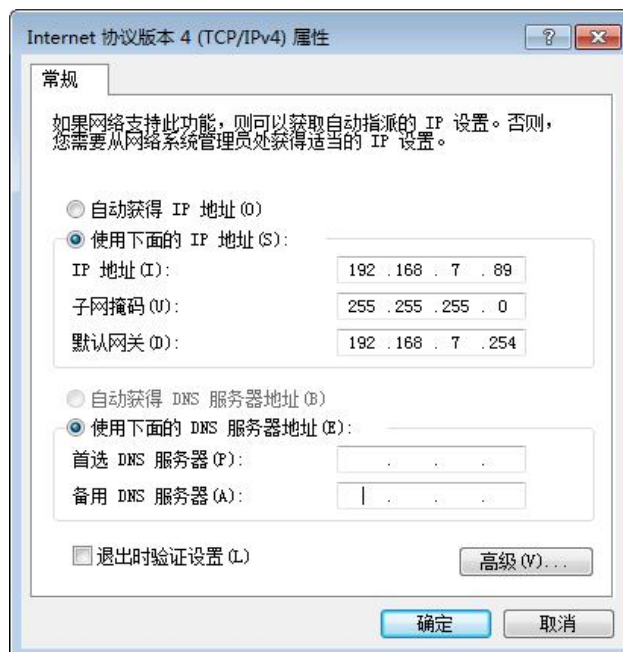 Internet 协议版本 4 (TCP/IPv4) 属性
常规
如果网络支持此功能，则可以获取自动指派的 IP 设置。否则，
您需要从网络系统管理员处获得适当的 IP 设置。
自动获得 IP 地址(O)
使用下面的 IP 地址(S):
IP 地址(I): 192 .168 . 7 . 89
子网掩码(U): 255 .255 .255 . 0
默认网关(D): 192 .168 . 7 .254
自动获得 DNS 服务器地址(B)
使用下面的 DNS 服务器地址(E):
首选 DNS 服务器(P): . . .
备用 DNS 服务器(A): . . .
退出时验证设置(L)
高级(V)...
确定 取消